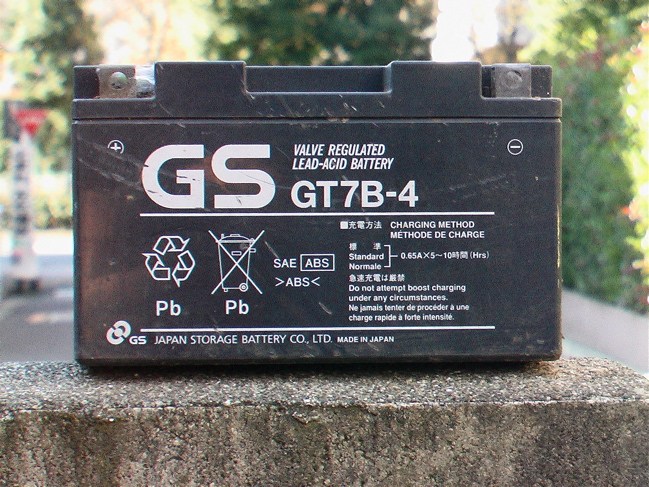 GS
VALVE REGULATED
LEAD-ACID BATTERY
GT7B-4
■充電方法 CHARGING METHOD
MÉTHODE DE CHARGE
標 準
Standard
Normale
0.65A×5~10時間 (Hrs)
急速充電は厳禁
Do not attempt boost charging
under any circumstances.
Ne jamais tenter de procéder à une
charge rapide à forte intensité.
Pb
Pb
SAE ABS
>ABS<
GS JAPAN STORAGE BATTERY CO., LTD. MADE IN JAPAN